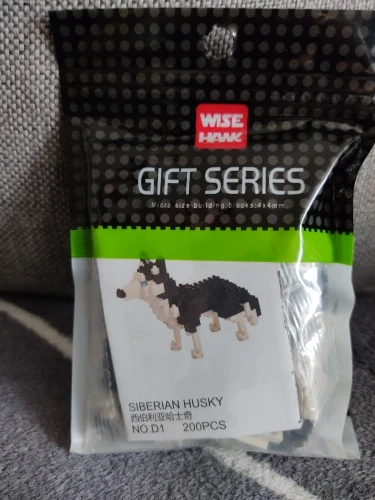 WISE
HAWK
GIFT SERIES
Micro size building blocks:4x4mm.
SIBERIAN HUSKY
西伯利亚哈士奇
NO.D1 200PCS